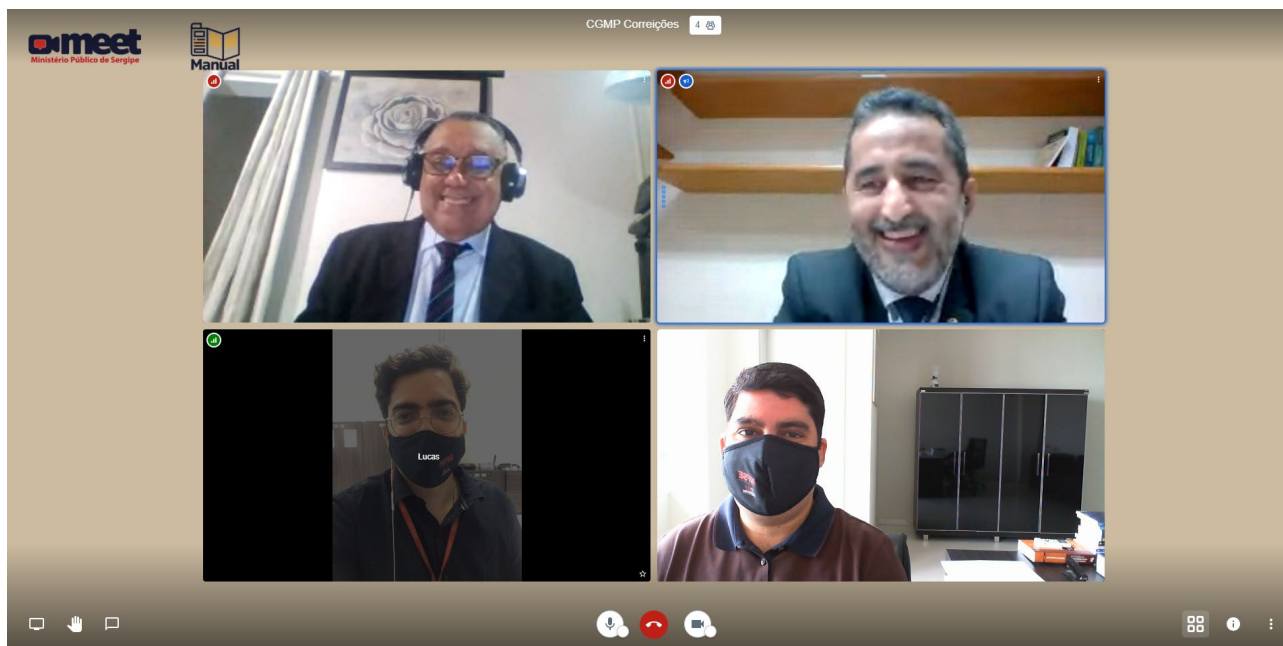 CGMP Correições 4
meet
Ministério Público de Sergipe
Manual
Lucas